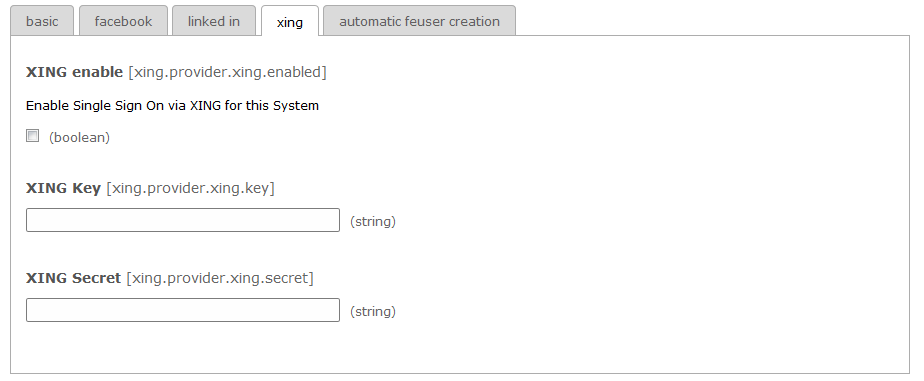 basic facebook linked in xing automatic feuser creation
XING enable [xing.provider.xing.enabled]
Enable Single Sign On via XING for this System
(boolean)
XING Key [xing.provider.xing.key]
(string)
XING Secret [xing.provider.xing.secret]
(string)